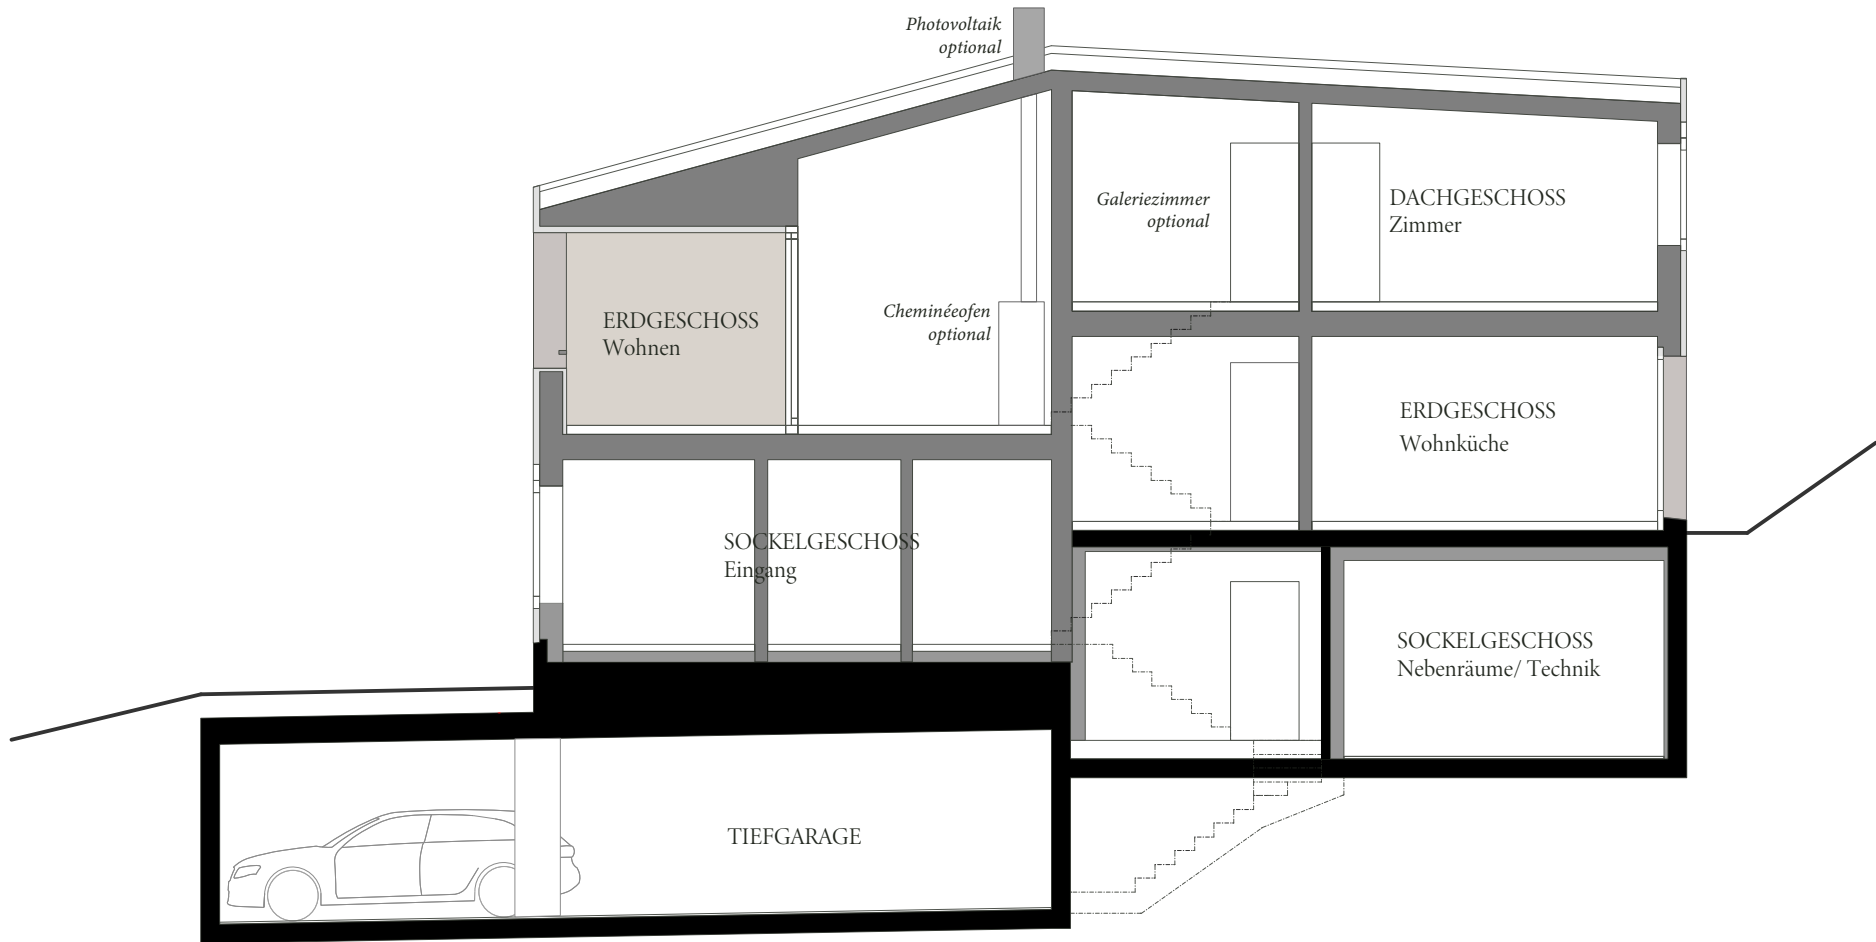 Photovoltaik
optional
Galeriezimmer
optional
DACHGESCHOSS
Zimmer
ERDGESCHOSS
Wohnen
Cheminéeofen
optional
ERDGESCHOSS
Wohnküche
SOCKELGESCHOSS
Eingang
SOCKELGESCHOSS
Nebenräume/ Technik
TIEFGARAGE